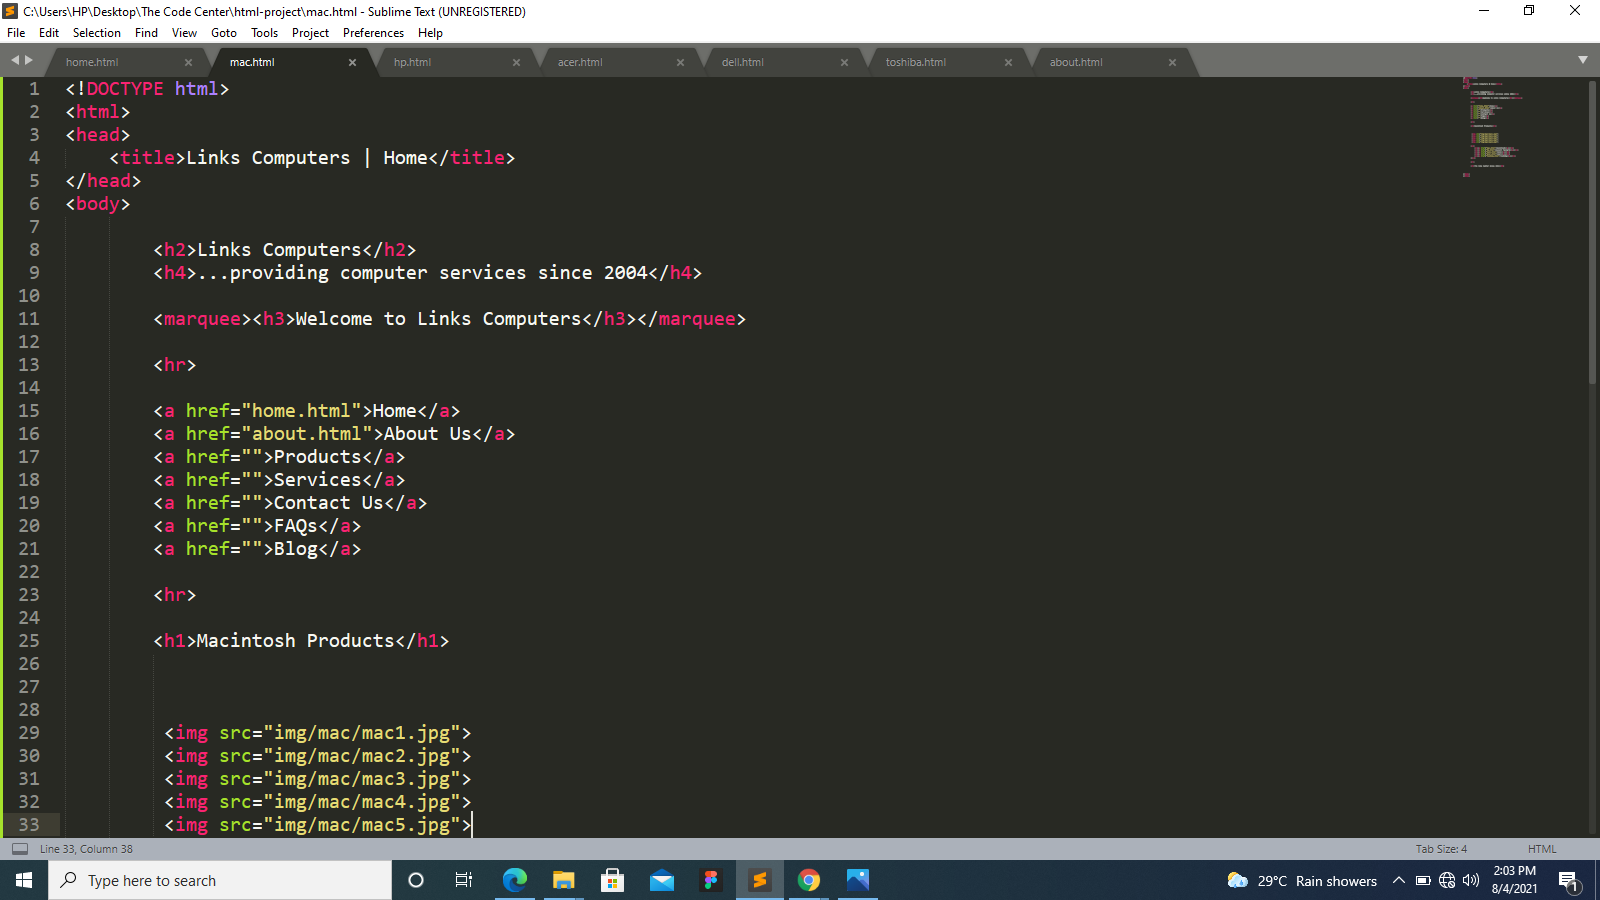 C:\Users\HP\Desktop\The Code Center\html-project\mac.html - Sublime Text (UNREGISTERED)
File Edit Selection Find View Goto Tools Project Preferences Help
home.html mac.html hp.html acer.html dell.html toshiba.html about.html
1 <!DOCTYPE html>
2 <html>
3 <head>
4 <title>Links Computers | Home</title>
5 </head>
6 <body>
7
8 <h2>Links Computers</h2>
9 <h4>...providing computer services since 2004</h4>
10
11 <marquee><h3>Welcome to Links Computers</h3></marquee>
12
13 <hr>
14
15 <a href="home.html">Home</a>
16 <a href="about.html">About Us</a>
17 <a href="">Products</a>
18 <a href="">Services</a>
19 <a href="">Contact Us</a>
20 <a href="">FAQs</a>
21 <a href="">Blog</a>
22
23 <hr>
24
25 <h1>Macintosh Products</h1>
26
27
28
29 <img src="img/mac/mac1.jpg">
30 <img src="img/mac/mac2.jpg">
31 <img src="img/mac/mac3.jpg">
32 <img src="img/mac/mac4.jpg">
33 <img src="img/mac/mac5.jpg">
Line 33, Column 38 Tab Size: 4 HTML
Type here to search 29°C Rain showers 2:03 PM
8/4/2021 1